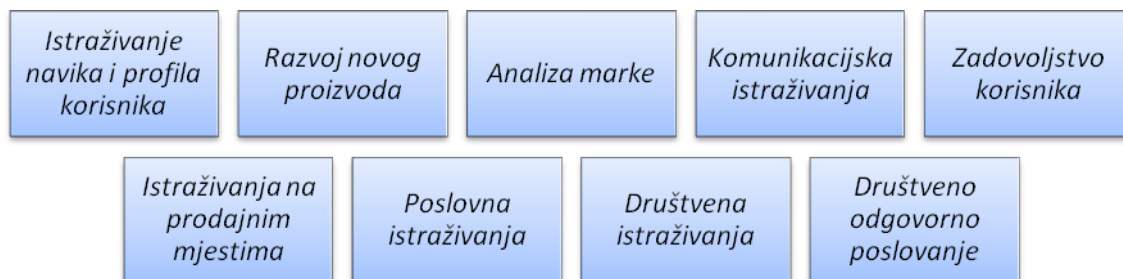 Istraživanje
navika i profila
korisnika
Razvoj novog
proizvoda
Analiza marke
Komunikacijska
istraživanja
Zadovoljstvo
korisnika
Istraživanja na
prodajnim
mjestima
Poslovna
istraživanja
Društvena
istraživanja
Društveno
odgovorno
poslovanje